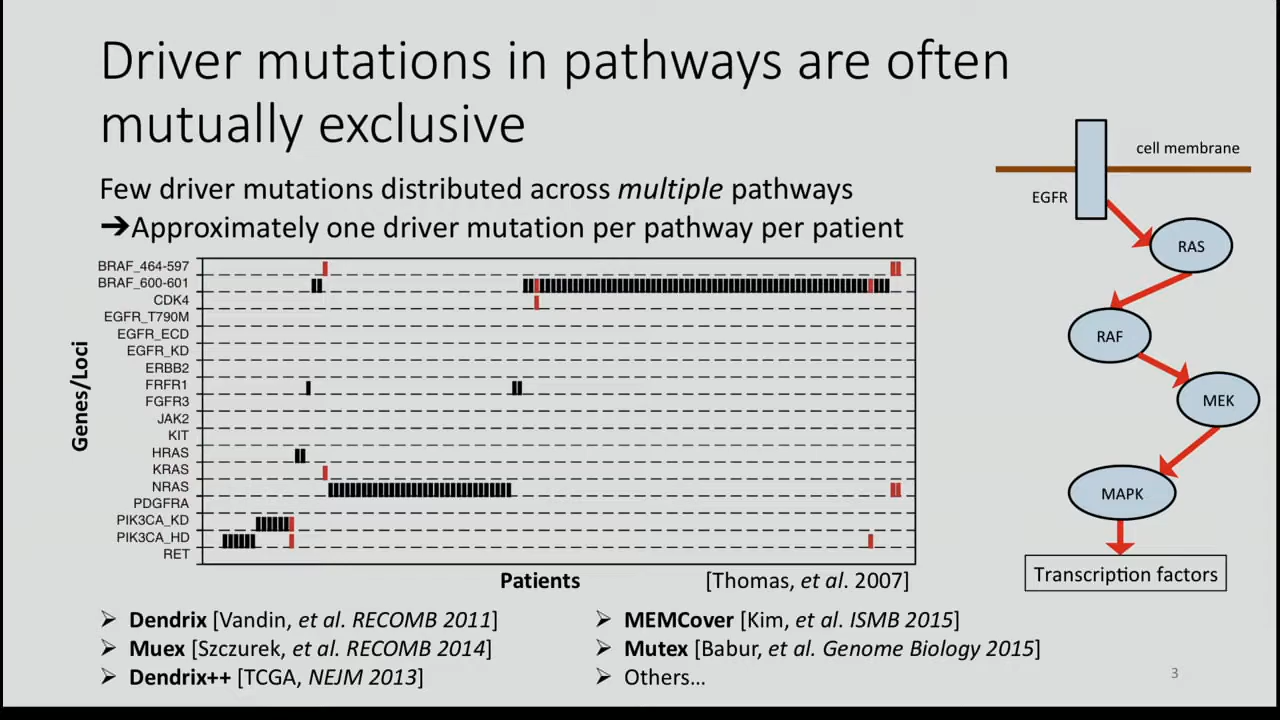 Driver mutations in pathways are often
mutually exclusive
Few driver mutations distributed across multiple pathways
➔Approximately one driver mutation per pathway per patient
cell membrane
EGFR
RAS
RAF
MEK
MAPK
Transcription factors
Genes/Loci
BRAF_464-597
BRAF_600-601
CDK4
EGFR_T790M
EGFR_ECD
EGFR_KD
ERBB2
FRFR1
FGFR3
JAK2
KIT
HRAS
KRAS
NRAS
PDGFRA
PIK3CA_KD
PIK3CA_HD
RET
Patients
[Thomas, et al. 2007]
➢ Dendrix [Vandin, et al. RECOMB 2011]
➢ Muex [Szczurek, et al. RECOMB 2014]
➢ Dendrix++ [TCGA, NEJM 2013]
➢ MEMCover [Kim, et al. ISMB 2015]
➢ Mutex [Babur, et al. Genome Biology 2015]
➢ Others...
3